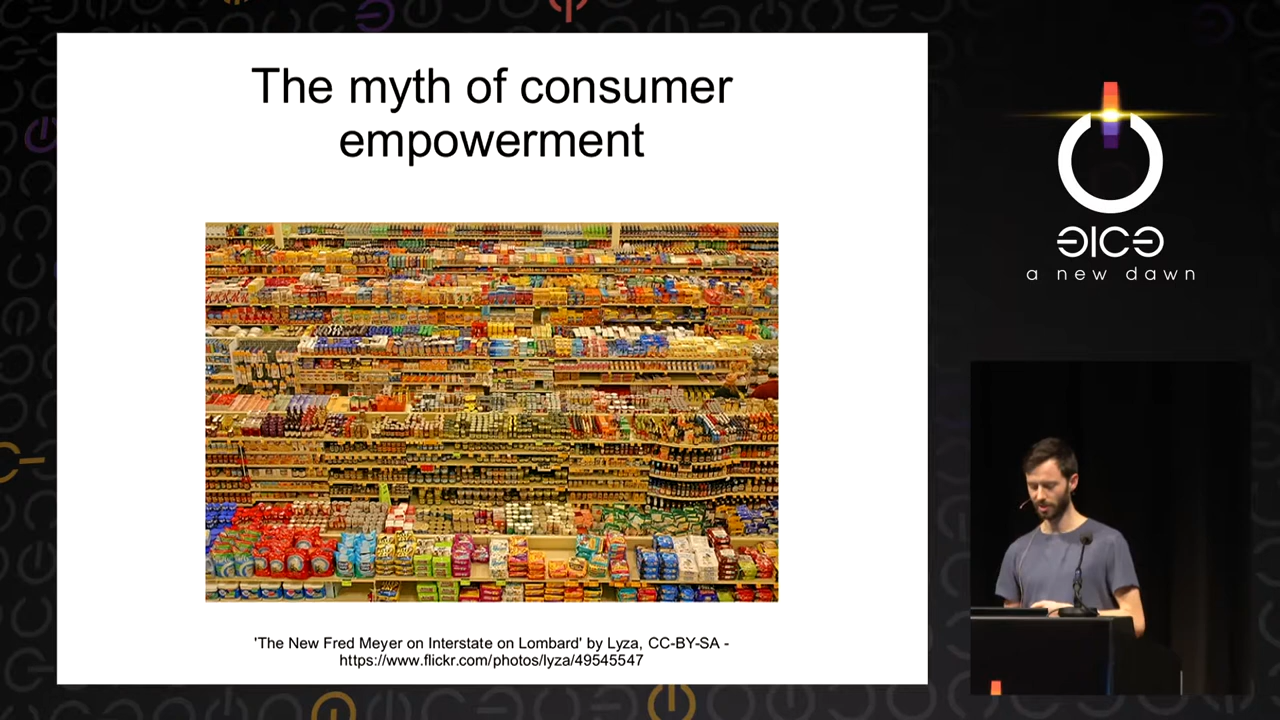 The myth of consumer
empowerment
'The New Fred Meyer on Interstate on Lombard' by Lyza, CC-BY-SA -
https://www.flickr.com/photos/lyza/49545547
a new dawn